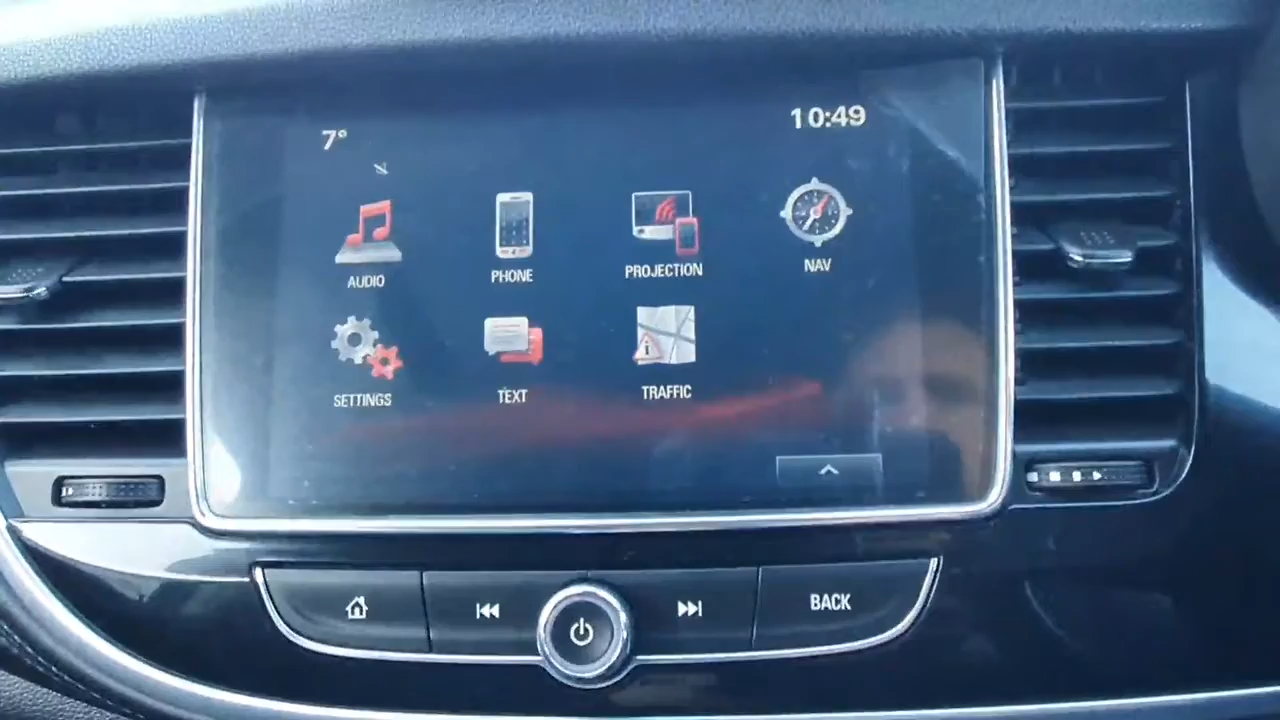 7°
10:49
AUDIO
PHONE
PROJECTION
NAV
SETTINGS
TEXT
TRAFFIC
BACK